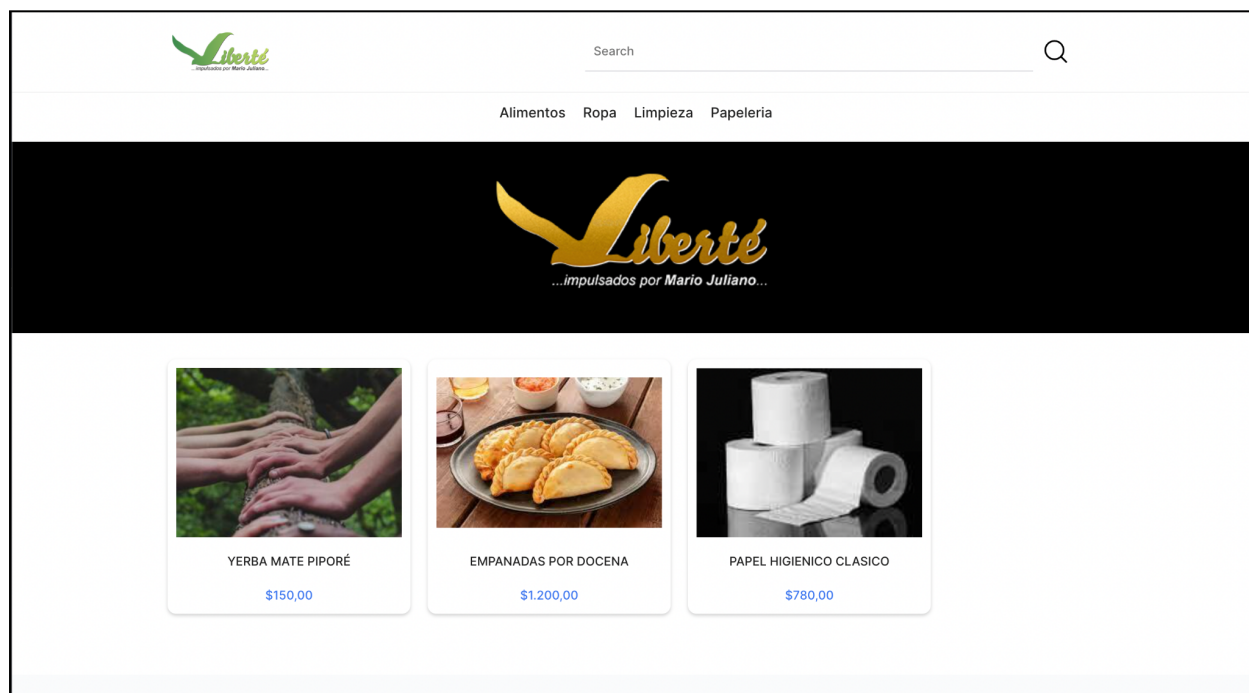 Liberté
...impulsados por Mario Juliano...
Search
Alimentos Ropa Limpieza Papeleria
Liberté
...impulsados por Mario Juliano...
YERBA MATE PIPORÉ
EMPANADAS POR DOCENA
PAPEL HIGIENICO CLASICO
$150,00
$1.200,00
$780,00